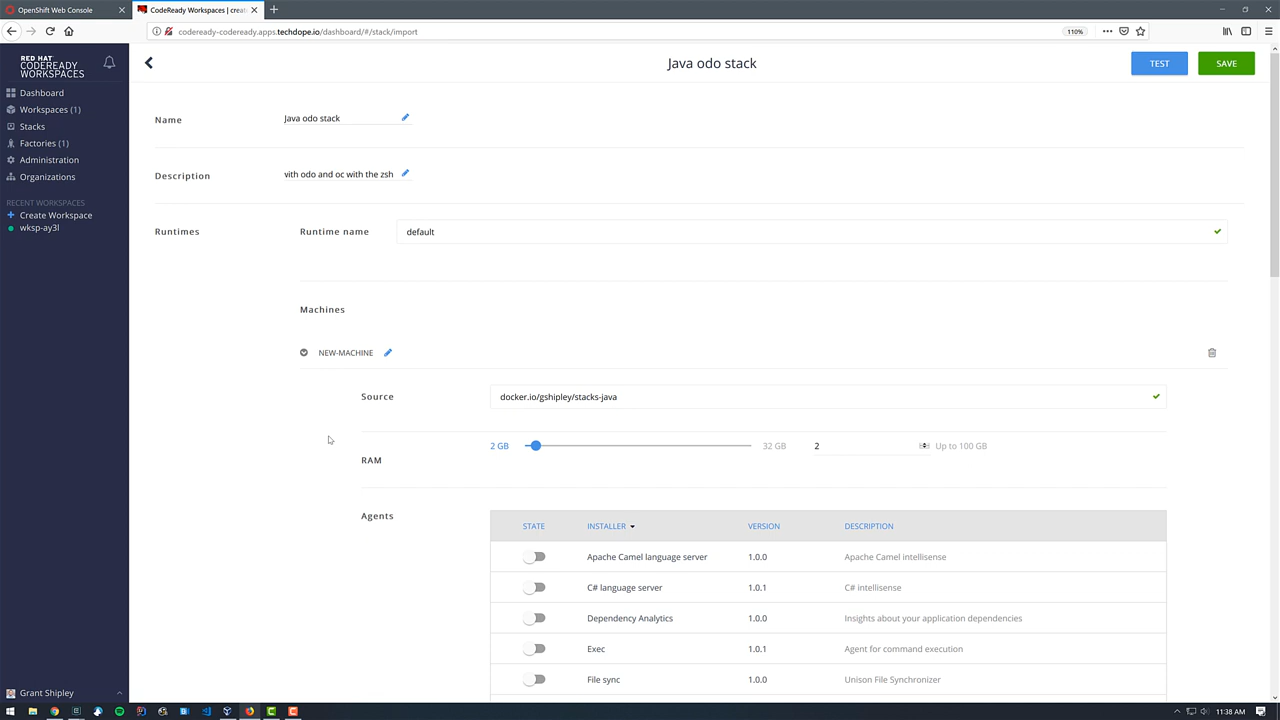 OpenShift Web Console
CodeReady Workspaces | creat
codeready-codeready.apps.techdope.io/dashboard/#/stack/import
110%
RED HAT
CODEREADY
WORKSPACES
Dashboard
Workspaces (1)
Stacks
Factories (1)
Administration
Organizations
RECENT WORKSPACES
Create Workspace
wksp-ay3l
Grant Shipley
Java odo stack
TEST
SAVE
Name
Java odo stack
Description
with odo and oc with the zsh
Runtimes
Runtime name
default
Machines
NEW-MACHINE
Source
docker.io/gshipley/stacks-java
RAM
2 GB
32 GB
2
Up to 100 GB
Agents
STATE INSTALLER VERSION DESCRIPTION
Apache Camel language server 1.0.0 Apache Camel intellisense
C# language server 1.0.1 C# intellisense
Dependency Analytics 1.0.0 Insights about your application dependencies
Exec 1.0.1 Agent for command execution
File sync 1.0.0 Unison File Synchronizer
11:38 AM